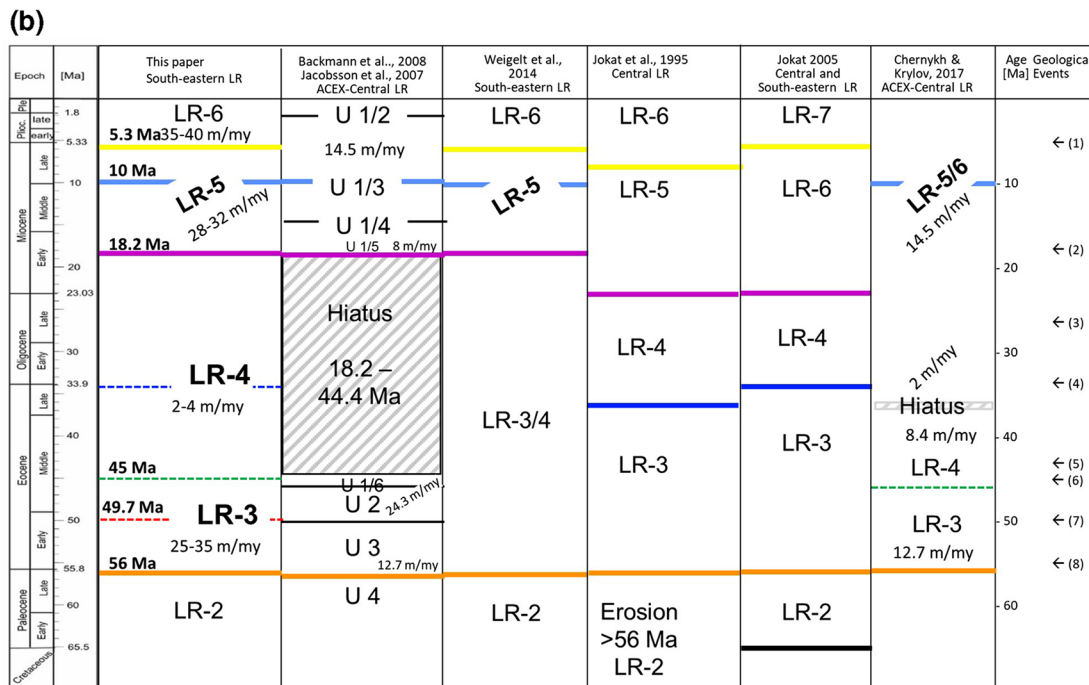 (b)
Epoch
[Ma]
This paper
South-eastern LR
Backmann et al.., 2008
Jacobsson et al., 2007
ACEX-Central LR
Weigelt et al.,
2014
South-eastern LR
Jokat et al., 1995
Central LR
Jokat 2005
Central and
South-eastern LR
Chernykh &
Krylov, 2017
ACEX-Central LR
Age Geological
[Ma] Events
Ple
Plioc.
late
early
Miocene
Late
Middle
Early
Oligocene
Late
Early
Eocene
Late
Middle
Early
Paleocene
Late
Early
Cretaceous
1.8
5.33
10
20
23.03
30
33.9
40
50
55.8
60
65.5
LR-6
5.3 Ma 35-40 m/my
10 Ma
LR-5
28-32 m/my
18.2 Ma
LR-4
2-4 m/my
45 Ma
49.7 Ma
LR-3
25-35 m/my
56 Ma
LR-2
U 1/2
14.5 m/my
U 1/3
U 1/4
U 1/5 8 m/my
Hiatus
18.2 –
44.4 Ma
U 1/6
24.3 m/my
U 2
U 3
12.7 m/my
U 4
LR-6
LR-5
LR-3/4
LR-2
LR-6
LR-5
LR-4
LR-3
Erosion
>56 Ma
LR-2
LR-7
LR-6
LR-4
LR-3
LR-2
LR-5/6
14.5 m/my
2 m/my
Hiatus
8.4 m/my
LR-4
LR-3
12.7 m/my
10
20
30
40
50
60
← (1)
← (2)
← (3)
← (4)
← (5)
← (6)
← (7)
← (8)